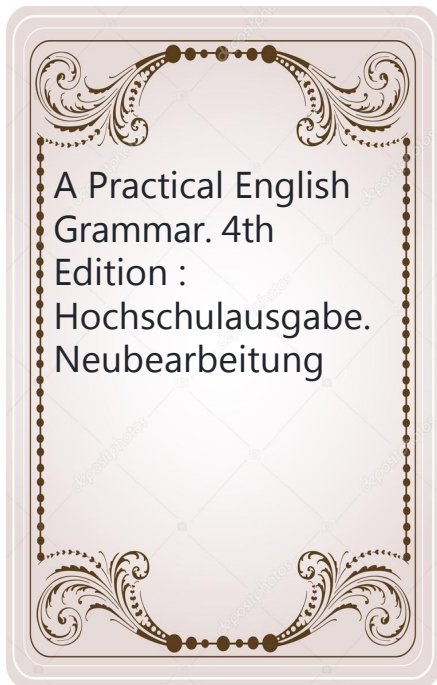 A Practical English
Grammar. 4th
Edition :
Hochschulausgabe.
Neubearbeitung